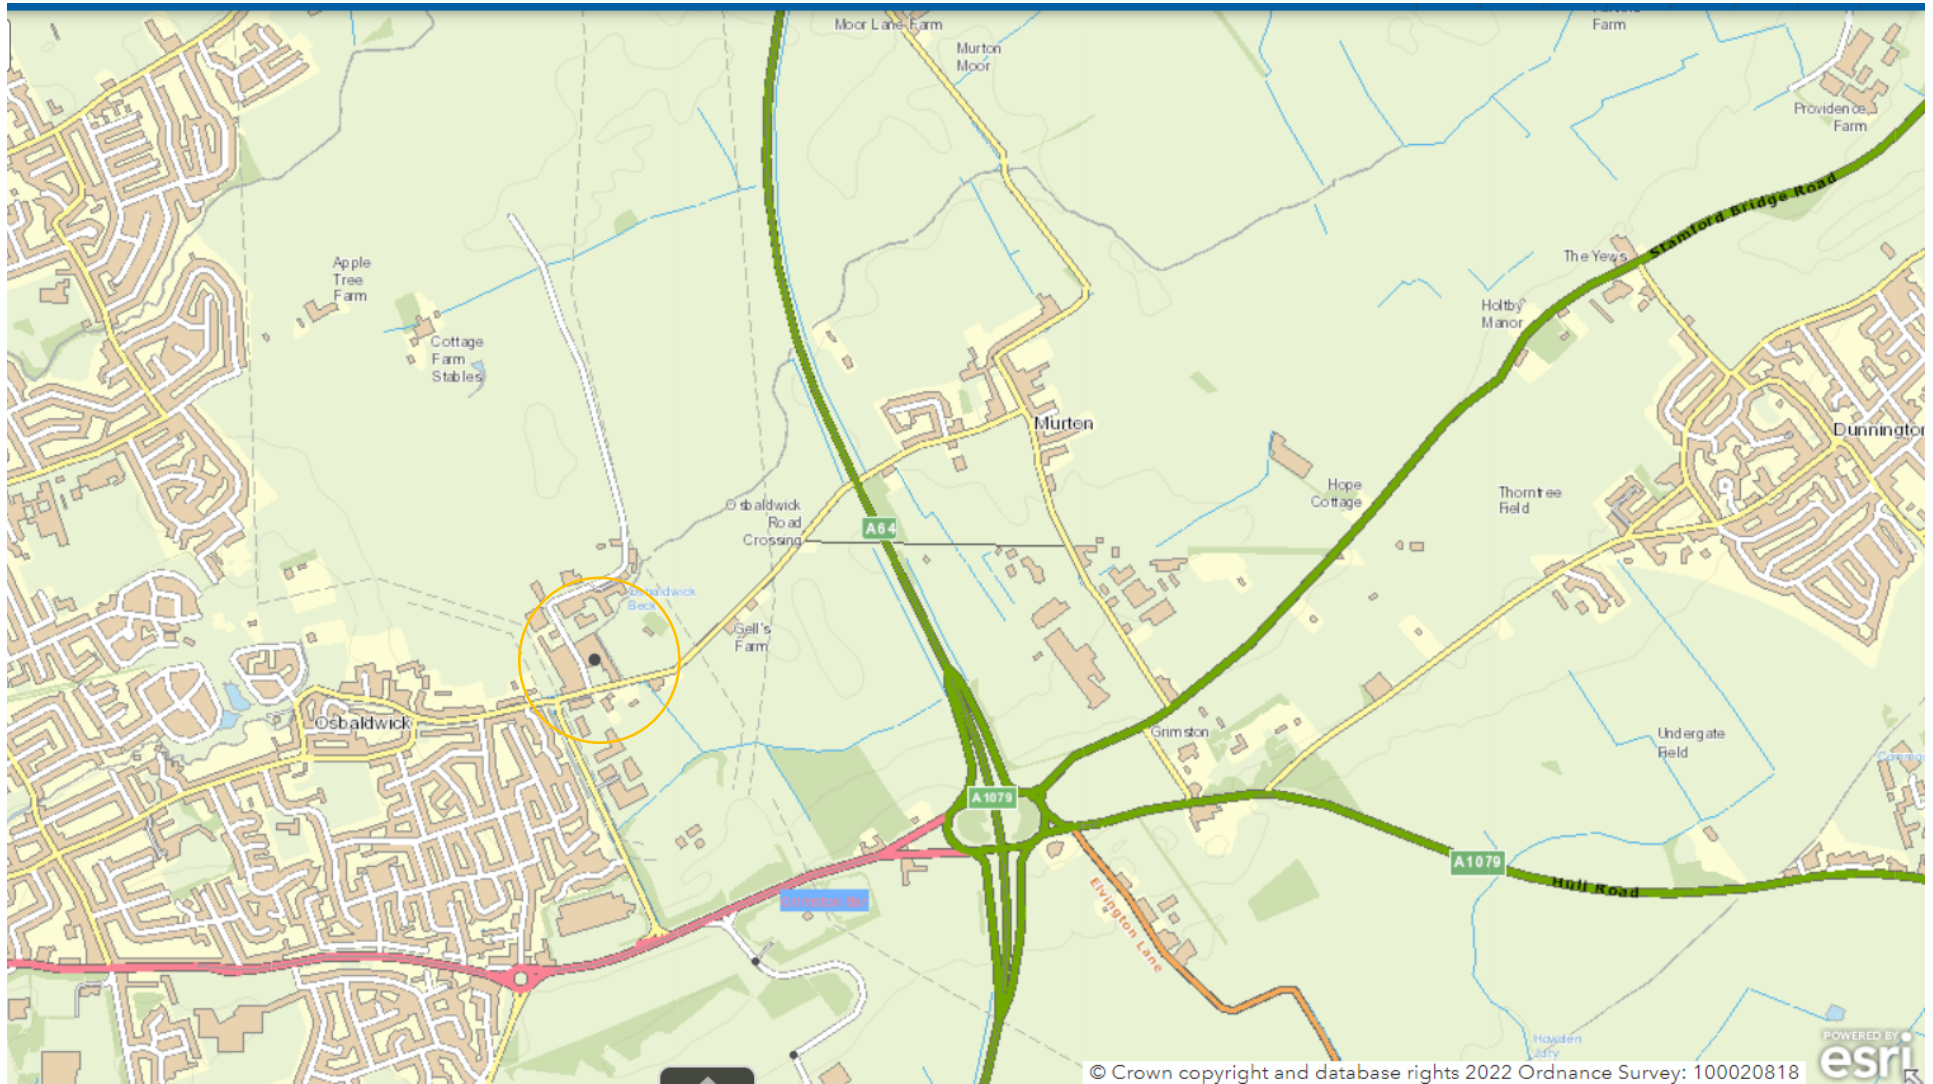 Moor Lane Farm
Farm
Murton
Moor
Providence
Farm
Stamford Bridge Road
The Yews
Apple
Tree
Farm
Holtby
Manor
Cottage
Farm
Stables
Murton
Dunnington
Hope
Cottage
Thorntree
Field
Osbaldwick
Road
Crossing
A64
Osbaldwick
Beck
Gell's
Farm
Osbaldwick
Grimston
Undergate
Field
A1079
A1079
Hull Road
Grimston Bar
Elvington Lane
POWERED BY
esri
© Crown copyright and database rights 2022 Ordnance Survey: 100020818